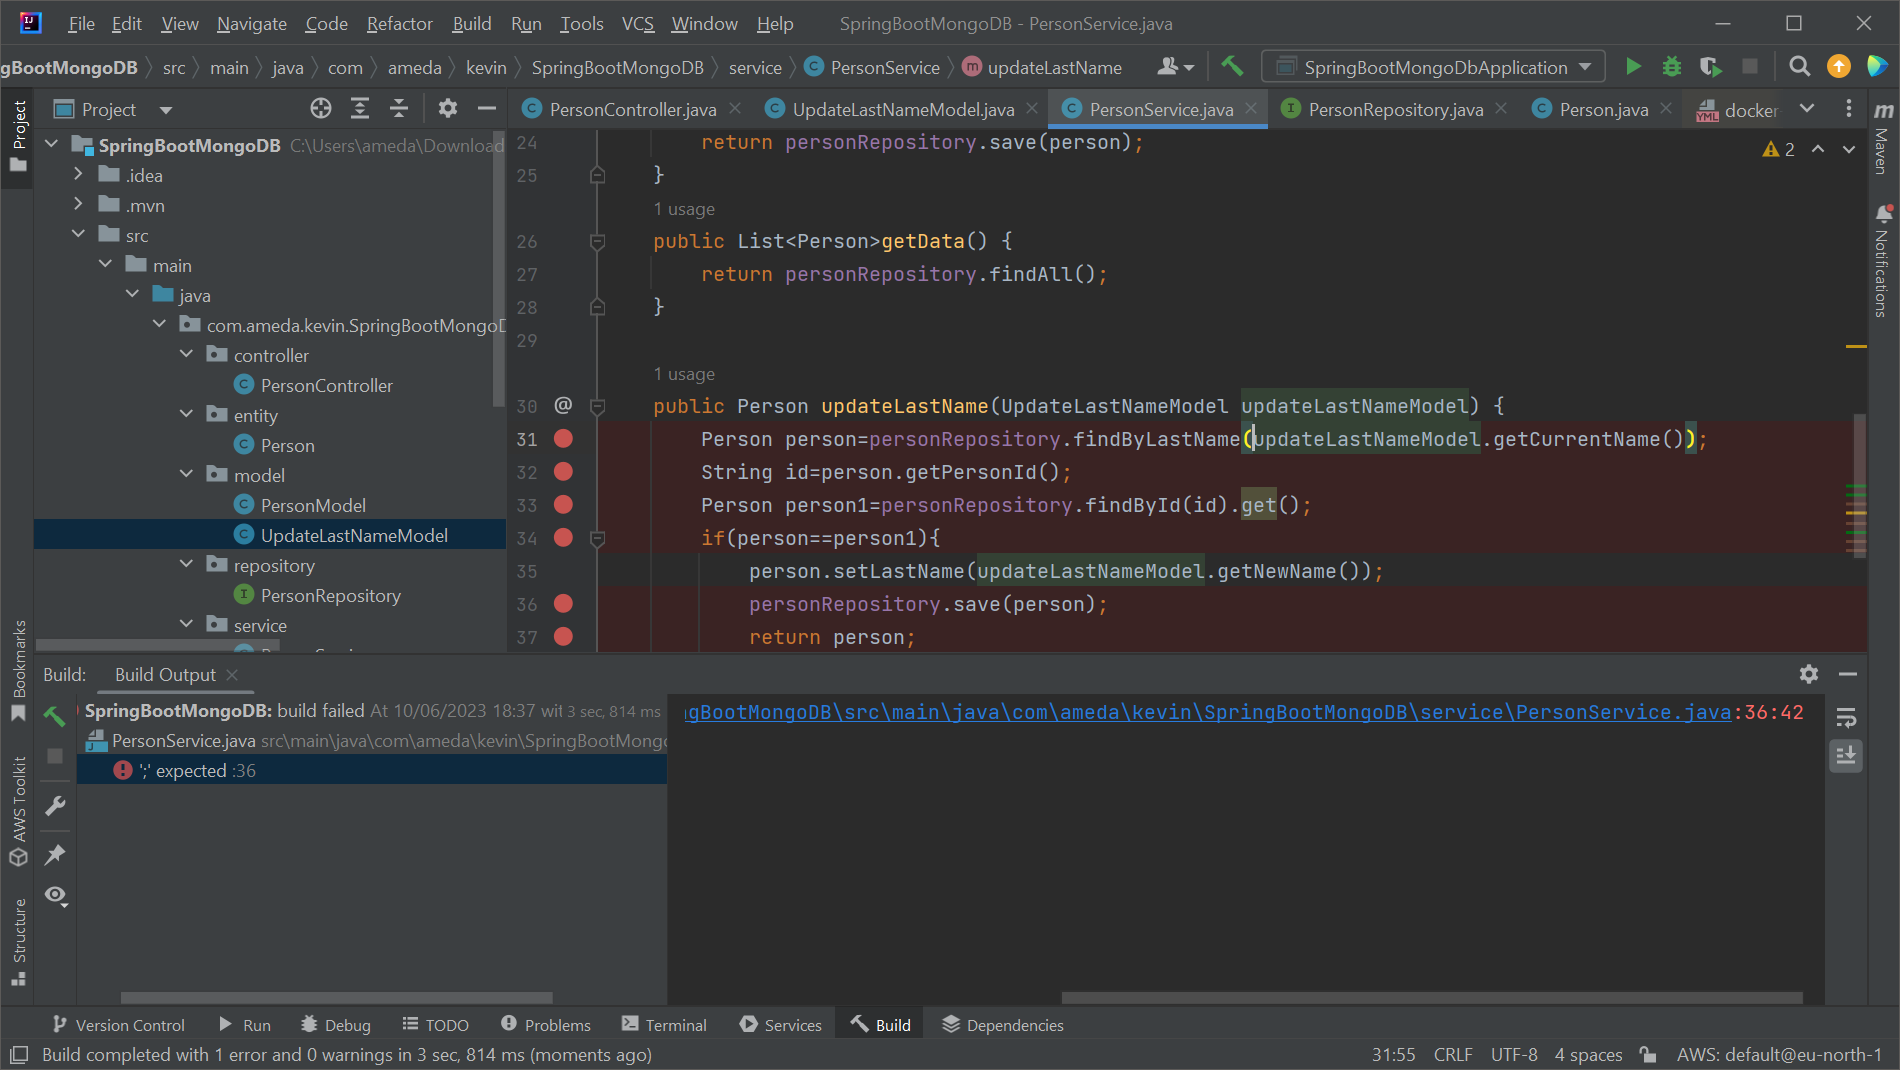 File Edit View Navigate Code Refactor Build Run Tools VCS Window Help SpringBootMongoDB - PersonService.java
gBootMongoDB src main java com ameda kevin SpringBootMongoDB service PersonService updateLastName SpringBootMongoDbApplication
Project
PersonController.java UpdateLastNameModel.java PersonService.java PersonRepository.java Person.java docker
SpringBootMongoDB C:\Users\ameda\Download
.idea
.mvn
src
main
java
com.ameda.kevin.SpringBootMongoD
controller
PersonController
entity
Person
model
PersonModel
UpdateLastNameModel
repository
PersonRepository
service
24 return personRepository.save(person);
25 }
1 usage
26 public List<Person>getData() {
27 return personRepository.findAll();
28 }
29
1 usage
30 @ public Person updateLastName(UpdateLastNameModel updateLastNameModel) {
31 Person person=personRepository.findByLastName(updateLastNameModel.getCurrentName());
32 String id=person.getPersonId();
33 Person person1=personRepository.findById(id).get();
34 if(person==person1){
35 person.setLastName(updateLastNameModel.getNewName());
36 personRepository.save(person);
37 return person;
2
Project
Bookmarks
AWS Toolkit
Structure
Maven
Notifications
Build: Build Output
SpringBootMongoDB: build failed At 10/06/2023 18:37 wit 3 sec, 814 ms
PersonService.java src\main\java\com\ameda\kevin\SpringBootMongo
';' expected :36
gBootMongoDB\src\main\java\com\ameda\kevin\SpringBootMongoDB\service\PersonService.java:36:42
Version Control Run Debug TODO Problems Terminal Services Build Dependencies
Build completed with 1 error and 0 warnings in 3 sec, 814 ms (moments ago) 31:55 CRLF UTF-8 4 spaces AWS: default@eu-north-1